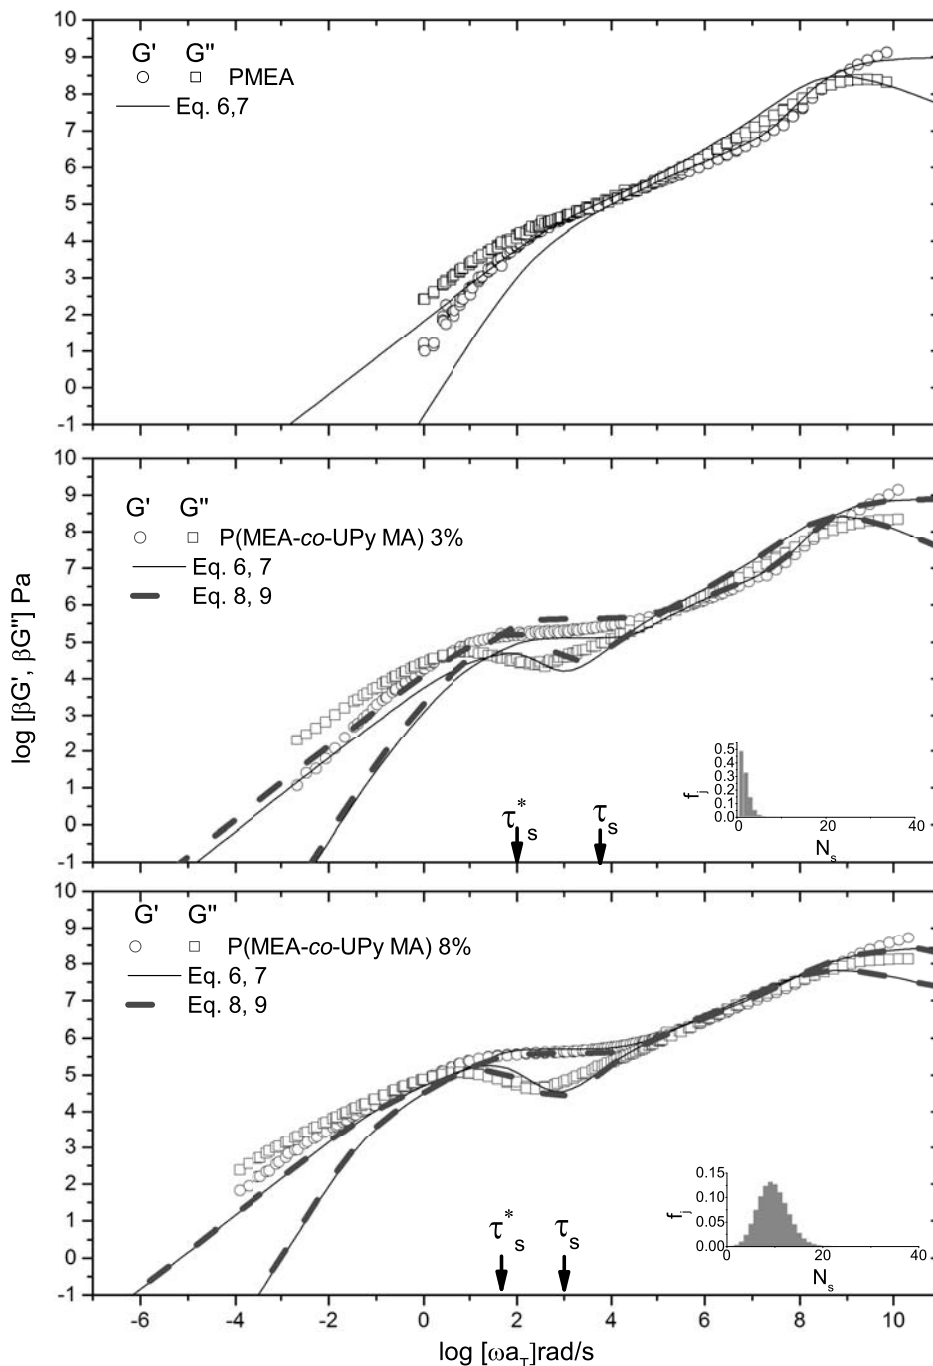 10
9
8
7
6
5
4
3
2
1
0
-1
G' G"
PMEA
Eq. 6,7
10
9
8
7
6
5
4
3
2
1
0
-1
log [βG', βG"] Pa
G' G"
P(MEA-co-UPy MA) 3%
Eq. 6, 7
Eq. 8, 9
τ*s
τs
0.5
0.4
0.3
0.2
0.1
0.0
fj
0 20 40
Ns
10
9
8
7
6
5
4
3
2
1
0
-1
G' G"
P(MEA-co-UPy MA) 8%
Eq. 6, 7
Eq. 8, 9
τ*s
τs
0.15
0.10
0.05
0.00
fj
0 20 40
Ns
-6 -4 -2 0 2 4 6 8 10
log [ωaT]rad/s